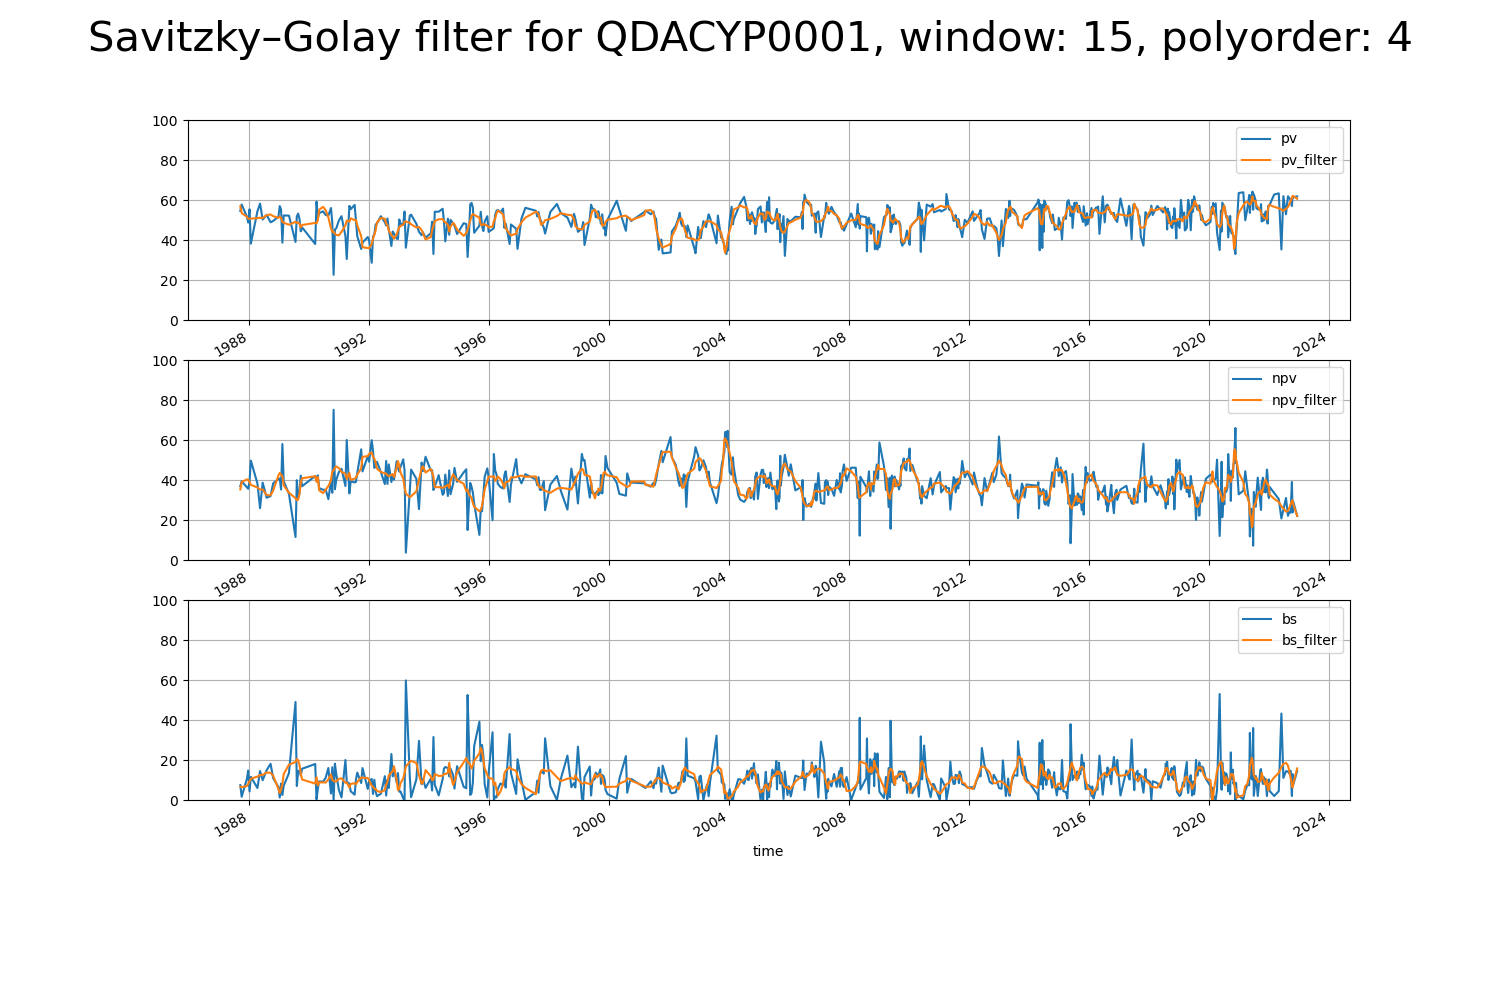 Savitzky–Golay filter for QDACYP0001, window: 15, polyorder: 4
100
80
60
40
20
0
pv
pv_filter
1988 1992 1996 2000 2004 2008 2012 2016 2020 2024
100
80
60
40
20
0
npv
npv_filter
1988 1992 1996 2000 2004 2008 2012 2016 2020 2024
100
80
60
40
20
0
bs
bs_filter
1988 1992 1996 2000 2004 2008 2012 2016 2020 2024
time